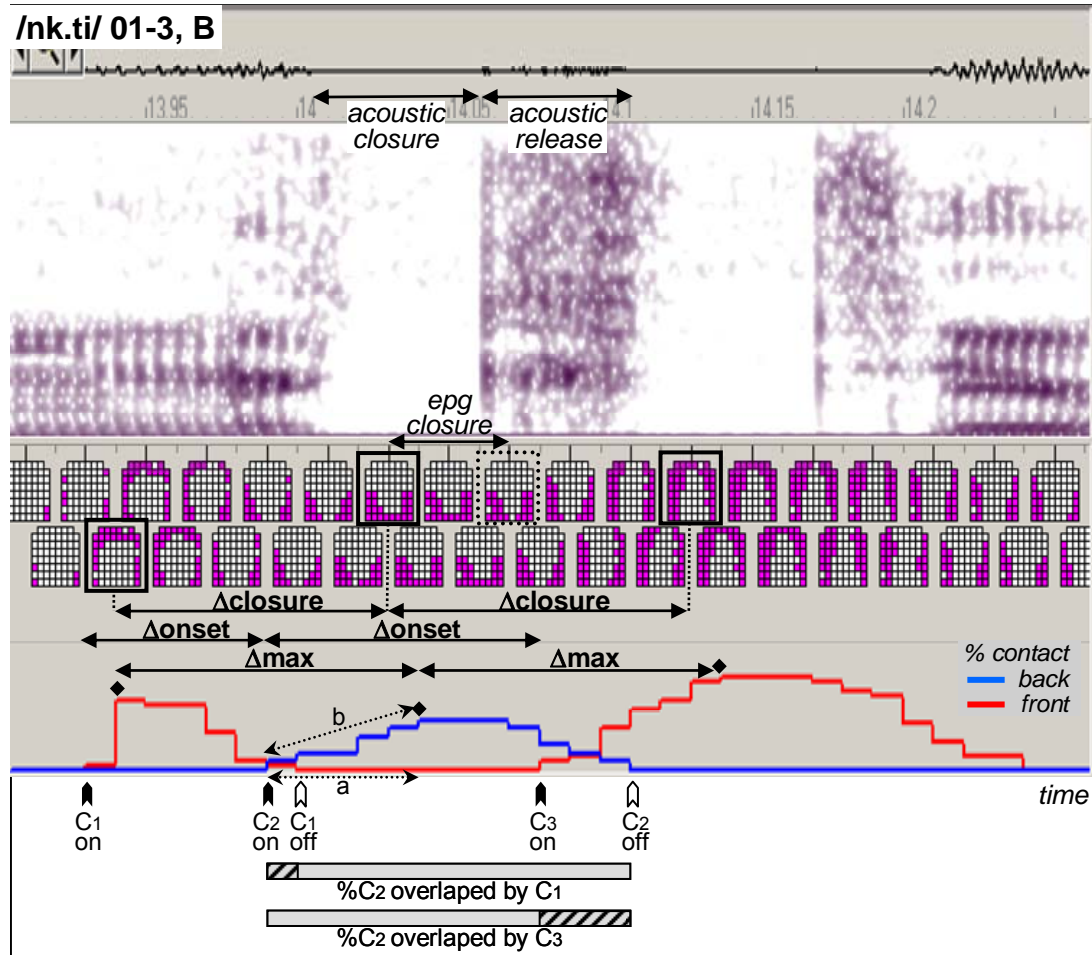 /nk.ti/ 01-3, B
13.95
14
14.05
14.1
14.15
14.2
acoustic
closure
acoustic
release
epg
closure
Δclosure
Δclosure
Δonset
Δonset
Δmax
Δmax
% contact
back
front
b
a
time
C1
on
C2
on
C1
off
C3
on
C2
off
%C2 overlaped by C1
%C2 overlaped by C3